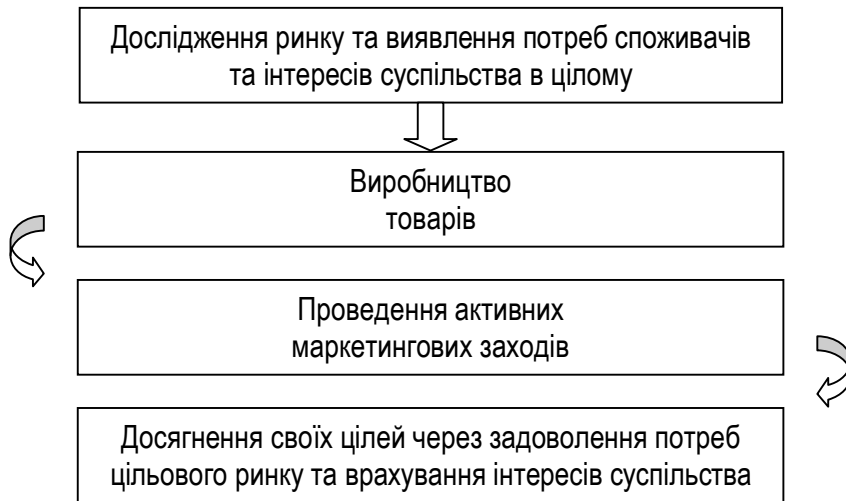 Дослідження ринку та виявлення потреб споживачів
та інтересів суспільства в цілому
Виробництво
товарів
Проведення активних
маркетингових заходів
Досягнення своїх цілей через задоволення потреб
цільового ринку та врахування інтересів суспільства